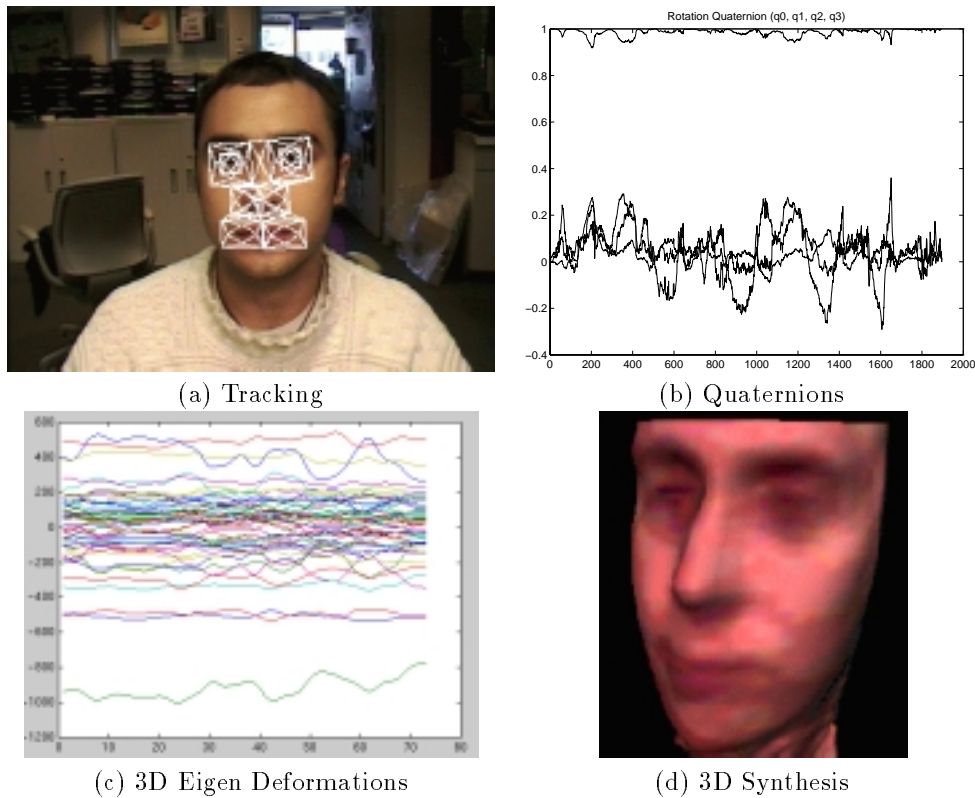 Rotation Quaternion (q0, q1, q2, q3)
1
0.8
0.6
0.4
0.2
0
−0.2
−0.4
0 200 400 600 800 1000 1200 1400 1600 1800 2000
(a) Tracking
(b) Quaternions
600
400
200
0
-200
-400
-600
-800
-1000
-1200
0 10 20 30 40 50 60 70 80
(c) 3D Eigen Deformations
(d) 3D Synthesis